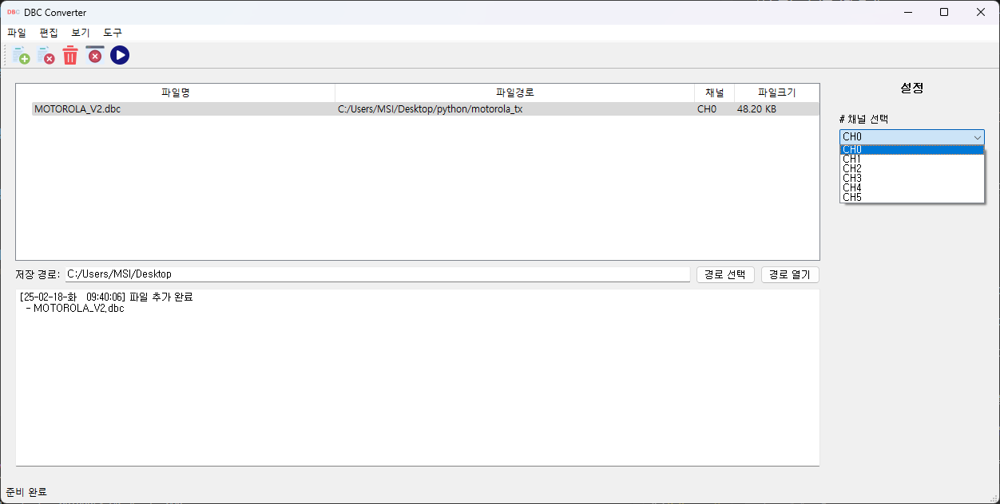 DBC DBC Converter
파일 편집 보기 도구
파일명 파일경로 채널 파일크기
MOTOROLA_V2.dbc C:/Users/MSI/Desktop/python/motorola_tx CH0 48.20 KB
설정
# 채널 선택
CH0
CH0
CH1
CH2
CH3
CH4
CH5
저장 경로: C:/Users/MSI/Desktop 경로 선택 경로 열기
[25-02-18-화 09:40:06] 파일 추가 완료
- MOTOROLA_V2.dbc
준비 완료